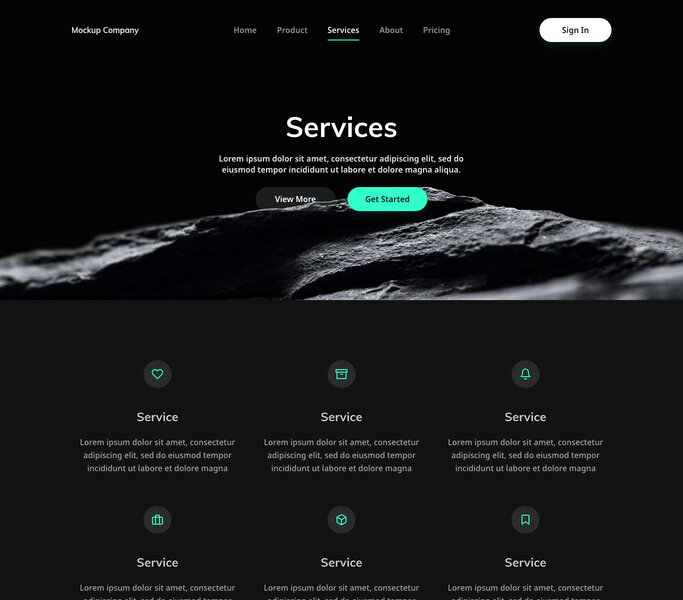 Mockup Company
Home Product Services About Pricing
Sign In
Services
Lorem ipsum dolor sit amet, consectetur adipiscing elit, sed do
eiusmod tempor incididunt ut labore et dolore magna aliqua.
View More Get Started
Service
Lorem ipsum dolor sit amet, consectetur
adipiscing elit, sed do eiusmod tempor
incididunt ut labore et dolore magna
Service
Lorem ipsum dolor sit amet, consectetur
adipiscing elit, sed do eiusmod tempor
incididunt ut labore et dolore magna
Service
Lorem ipsum dolor sit amet, consectetur
adipiscing elit, sed do eiusmod tempor
incididunt ut labore et dolore magna
Service
Lorem ipsum dolor sit amet, consectetur
Service
Lorem ipsum dolor sit amet, consectetur
Service
Lorem ipsum dolor sit amet, consectetur